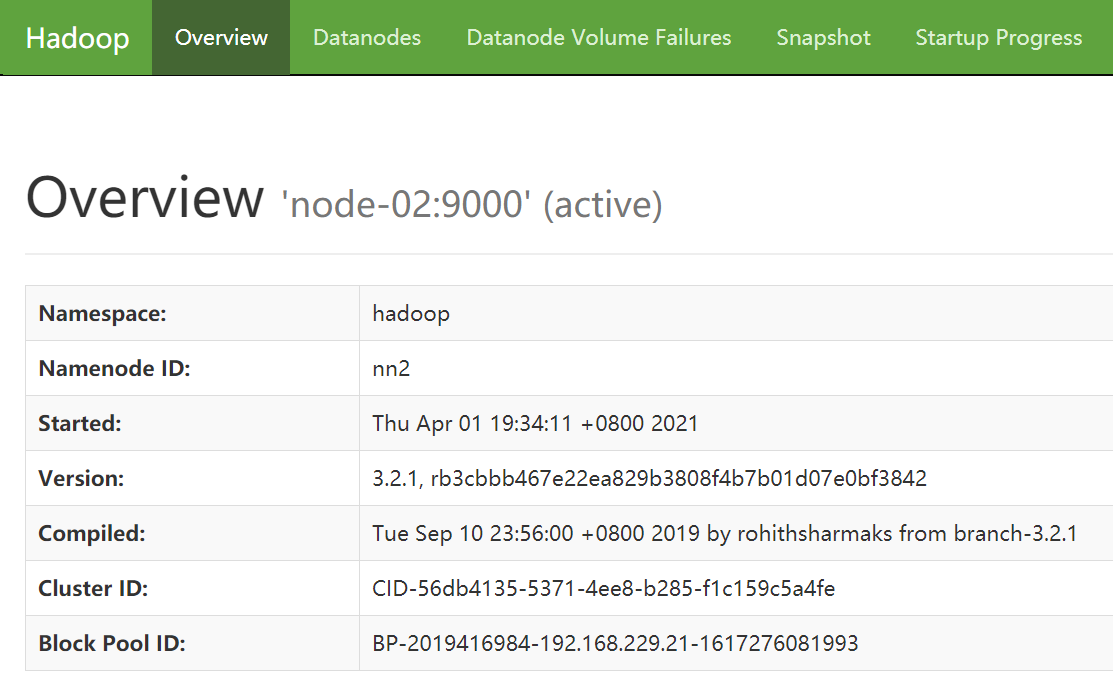 Hadoop Overview Datanodes Datanode Volume Failures Snapshot Startup Progress
Overview 'node-02:9000' (active)
Namespace: hadoop
Namenode ID: nn2
Started: Thu Apr 01 19:34:11 +0800 2021
Version: 3.2.1, rb3cbbb467e22ea829b3808f4b7b01d07e0bf3842
Compiled: Tue Sep 10 23:56:00 +0800 2019 by rohithsharmaks from branch-3.2.1
Cluster ID: CID-56db4135-5371-4ee8-b285-f1c159c5a4fe
Block Pool ID: BP-2019416984-192.168.229.21-1617276081993